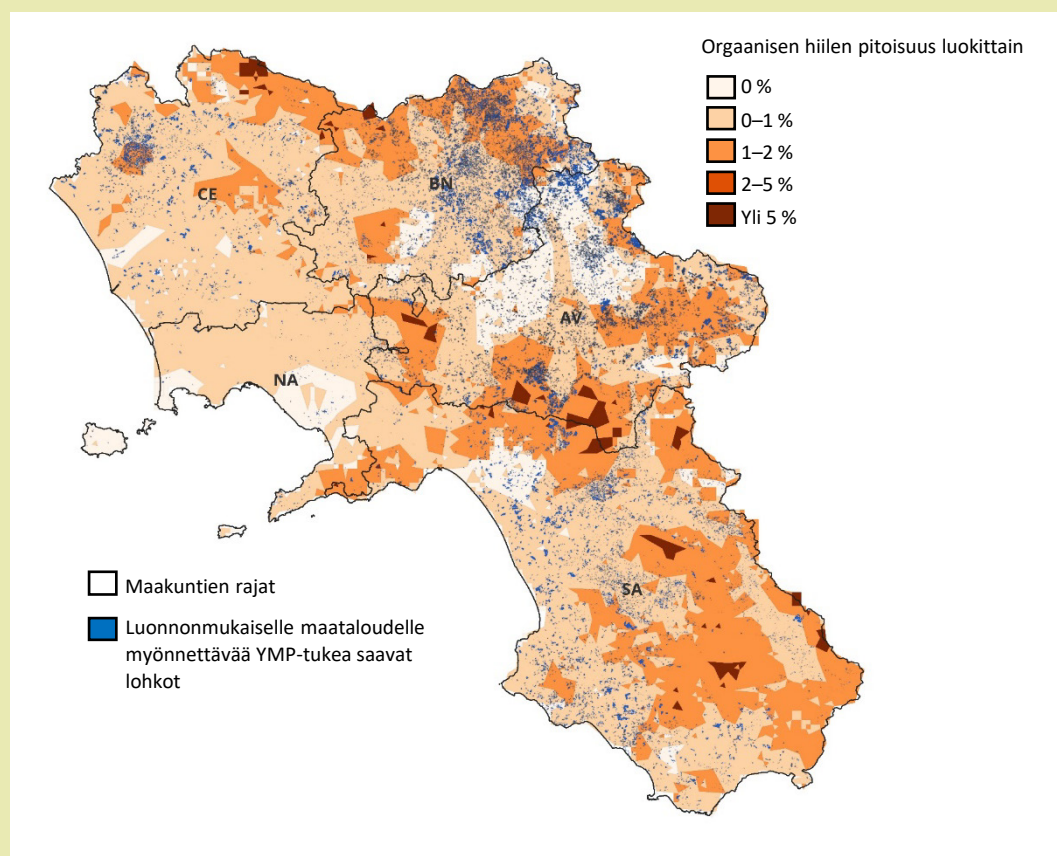 Orgaanisen hiilen pitoisuus luokittain
0 %
0–1 %
1–2 %
2–5 %
Yli 5 %
CE
BN
AV
NA
SA
Maakuntien rajat
Luonnonmukaiselle maataloudelle
myönnettävää YMP-tukea saavat
lohkot